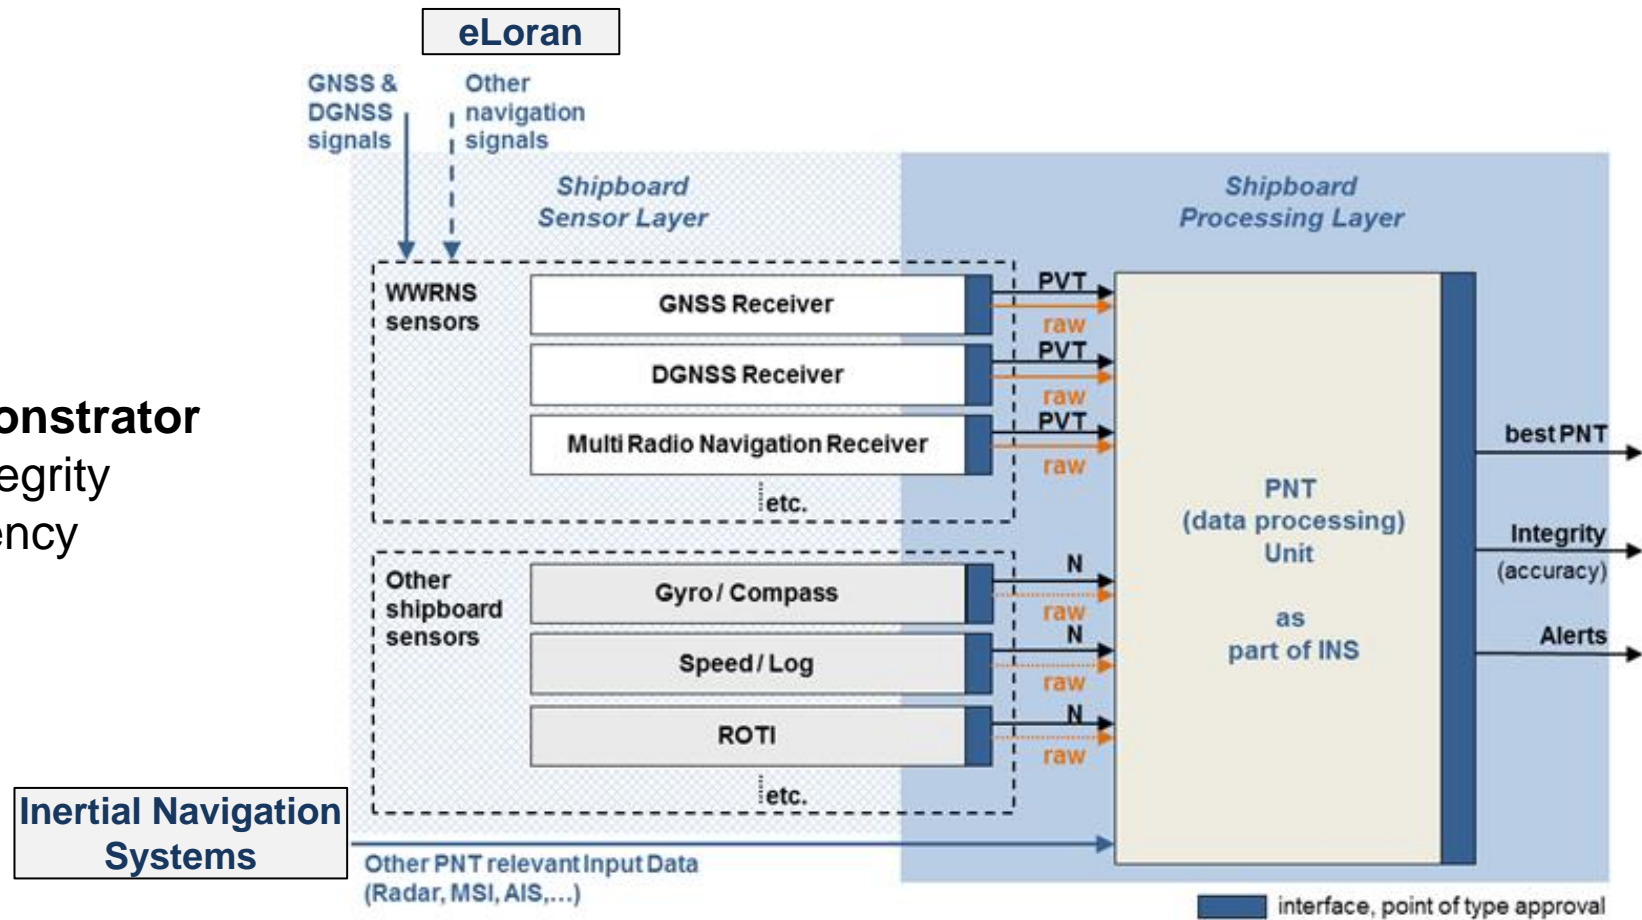 eLoran
GNSS &
DGNSS
signals
Other
navigation
signals
Shipboard
Sensor Layer
Shipboard
Processing Layer
WWRNS
sensors
GNSS Receiver
PVT
raw
DGNSS Receiver
PVT
raw
Multi Radio Navigation Receiver
PVT
raw
etc.
onstrator
egrity
ency
Other
shipboard
sensors
Gyro / Compass
N
raw
Speed / Log
N
raw
ROTI
N
raw
etc.
PNT
(data processing)
Unit
as
part of INS
best PNT
Integrity
(accuracy)
Alerts
Inertial Navigation
Systems
Other PNT relevant Input Data
(Radar, MSI, AIS,...)
interface, point of type approval